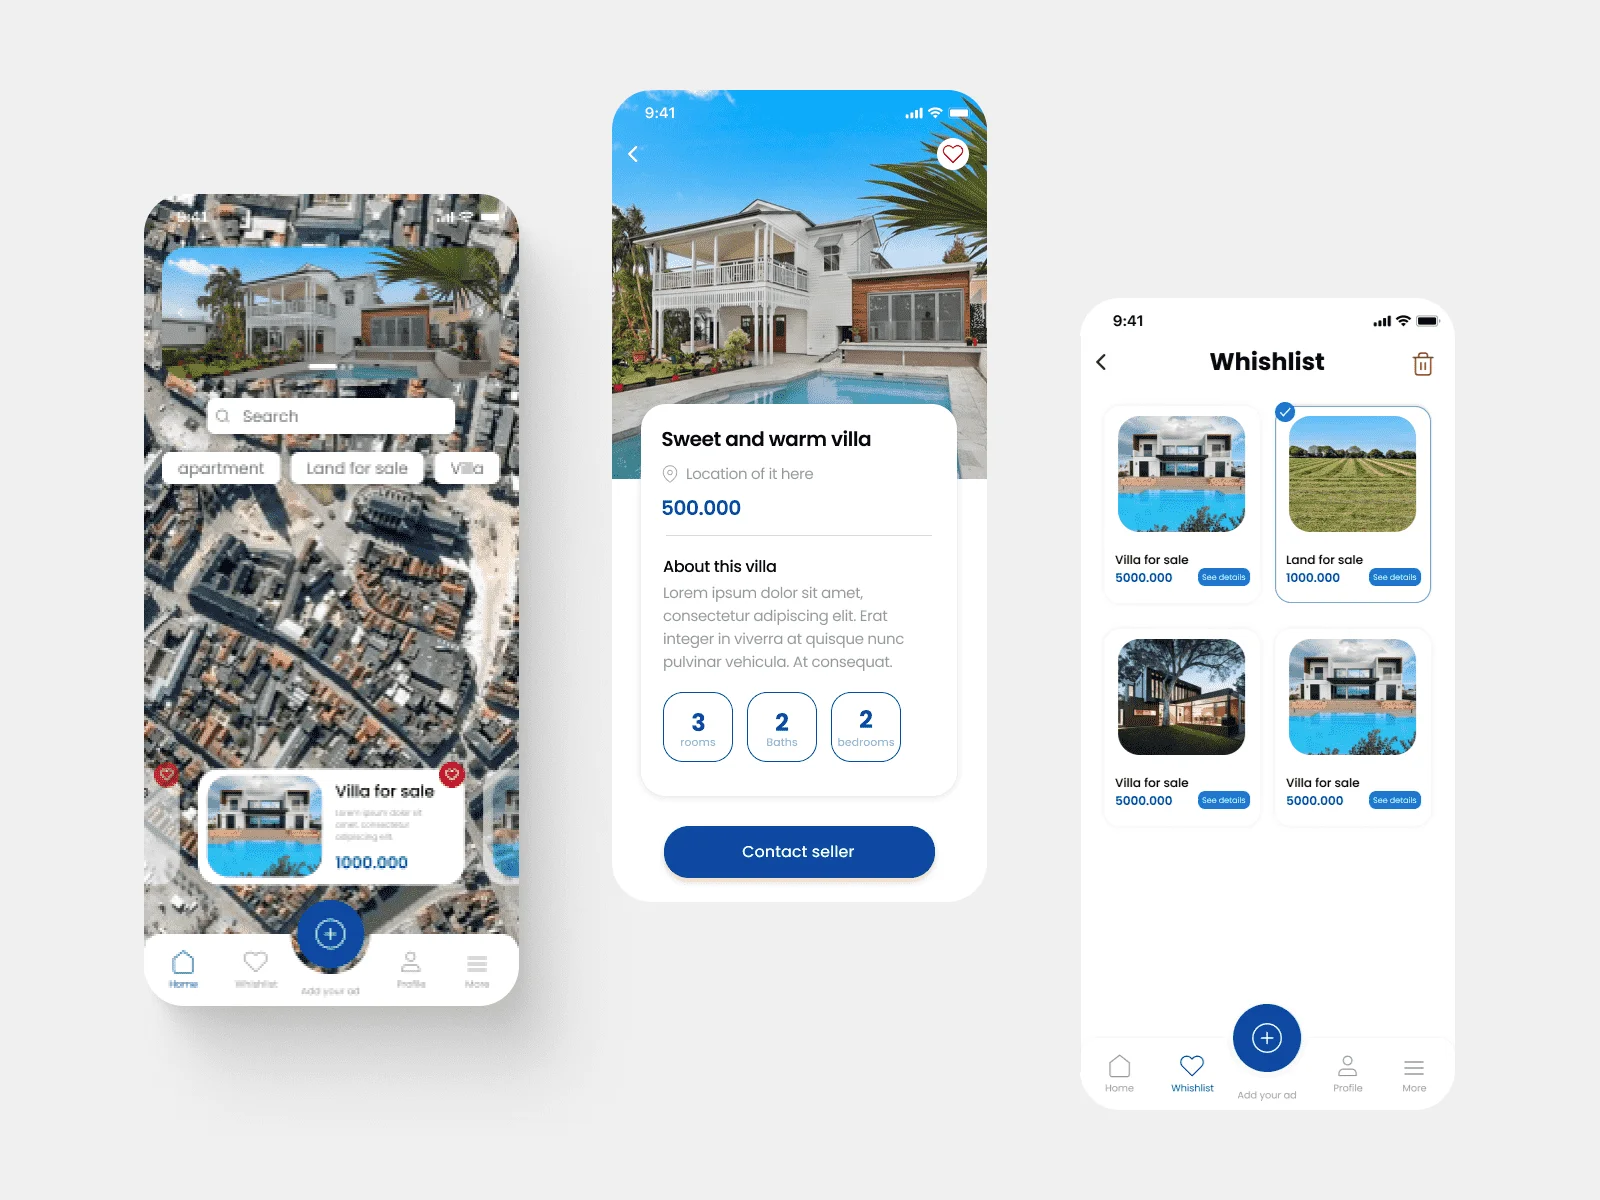 9:41
Search
apartment
Land for sale
Villa
Villa for sale
Lorem ipsum dolor sit
amet, consectetur
adipiscing elit.
1000.000
Home
Whishlist
Add your ad
Profile
More
9:41
Sweet and warm villa
Location of it here
500.000
About this villa
Lorem ipsum dolor sit amet,
consectetur adipiscing elit. Erat
integer in viverra at quisque nunc
pulvinar vehicula. At consequat.
3
rooms
2
Baths
2
bedrooms
Contact seller
9:41
Whishlist
Villa for sale
5000.000
See details
Land for sale
1000.000
See details
Villa for sale
5000.000
See details
Villa for sale
5000.000
See details
Home
Whishlist
Add your ad
Profile
More